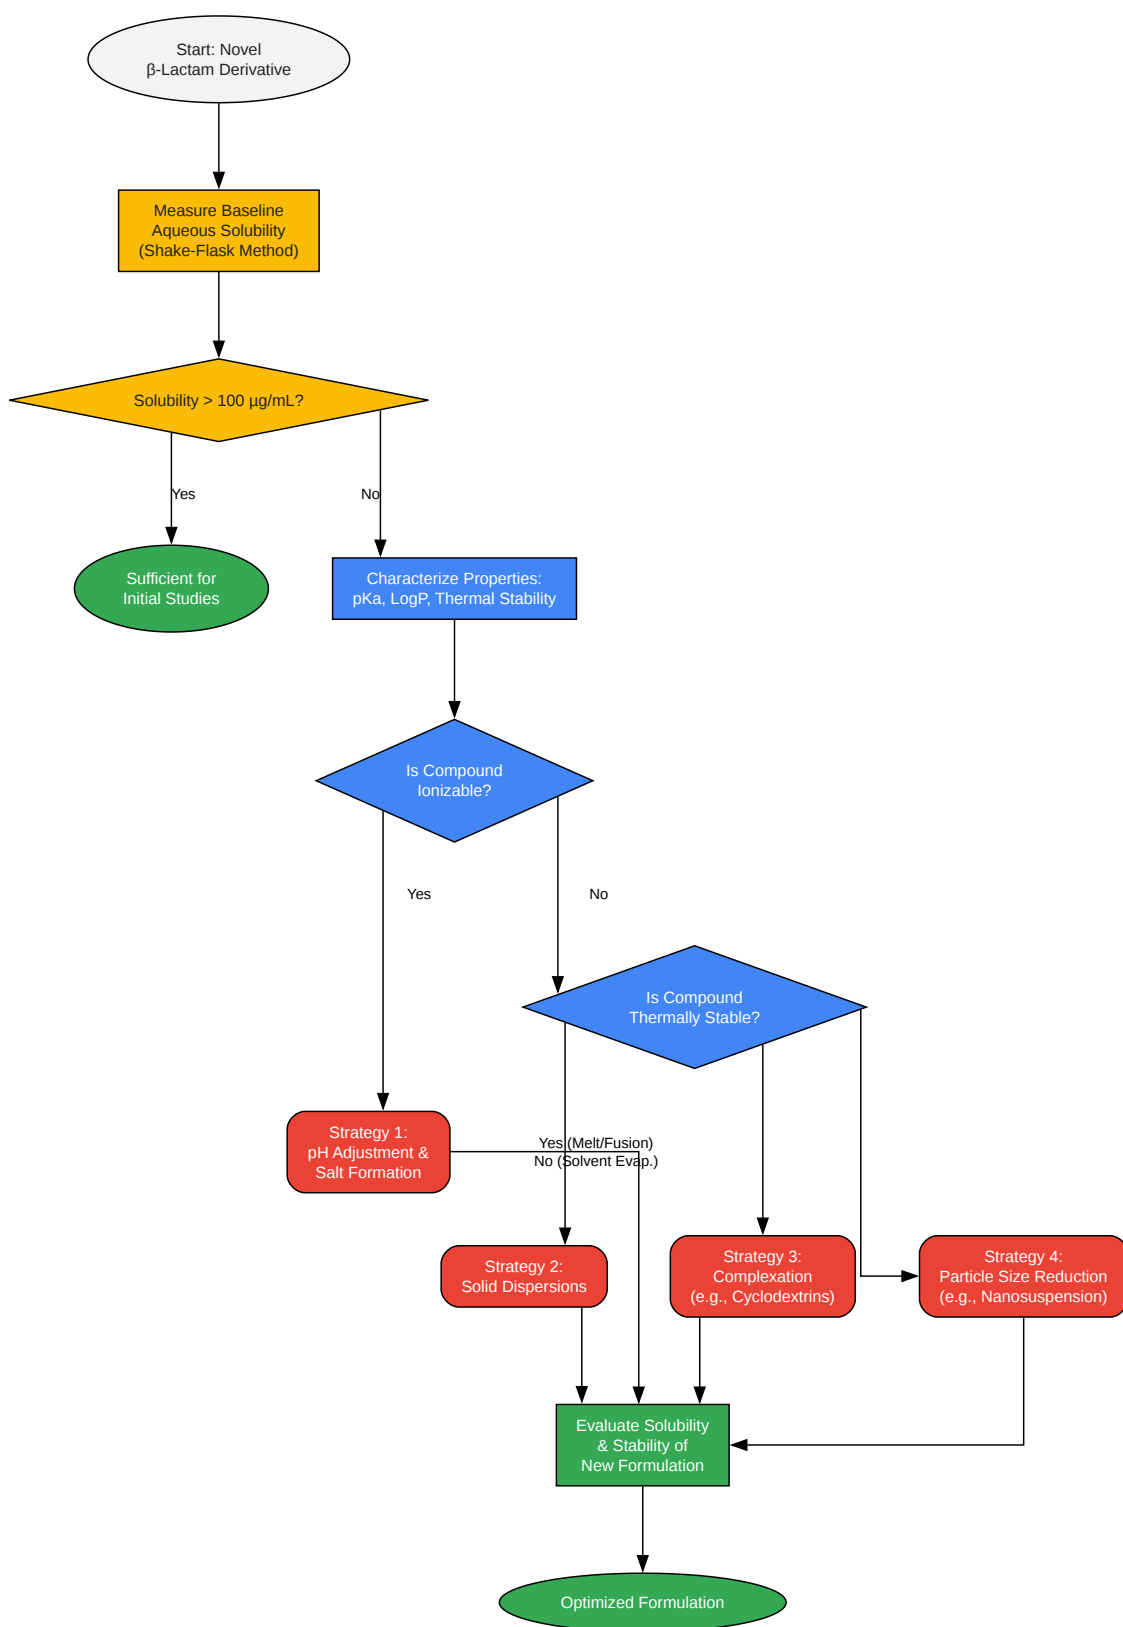 Start: Novel
β-Lactam Derivative
Measure Baseline
Aqueous Solubility
(Shake-Flask Method)
Solubility > 100 µg/mL?
Yes
No
Sufficient for
Initial Studies
Characterize Properties:
pKa, LogP, Thermal Stability
Is Compound
Ionizable?
Yes
No
Is Compound
Thermally Stable?
Strategy 1:
pH Adjustment &
Salt Formation
Yes (Melt/Fusion)
No (Solvent Evap.)
Strategy 2:
Solid Dispersions
Strategy 3:
Complexation
(e.g., Cyclodextrins)
Strategy 4:
Particle Size Reduction
(e.g., Nanosuspension)
Evaluate Solubility
& Stability of
New Formulation
Optimized Formulation